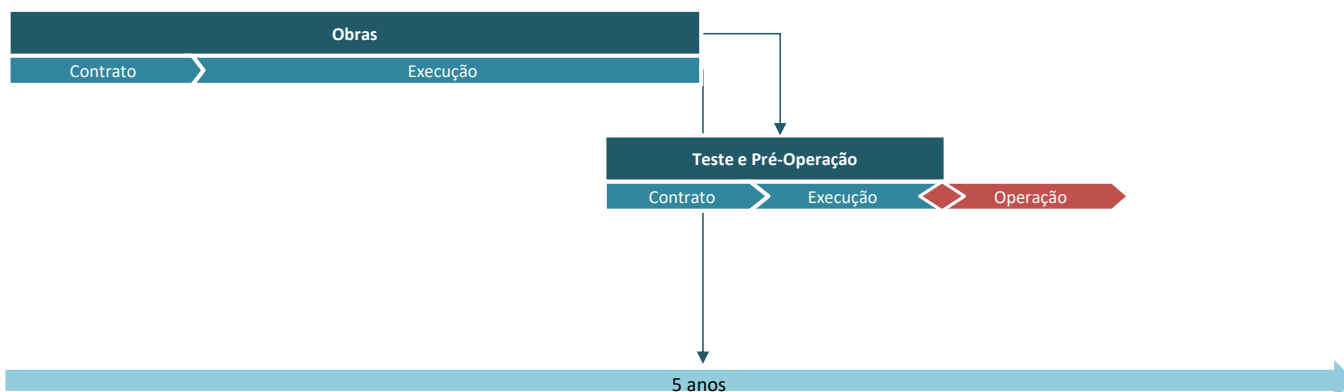 Obras
Contrato
Execução
Teste e Pré-Operação
Contrato
Execução
Operação
5 anos